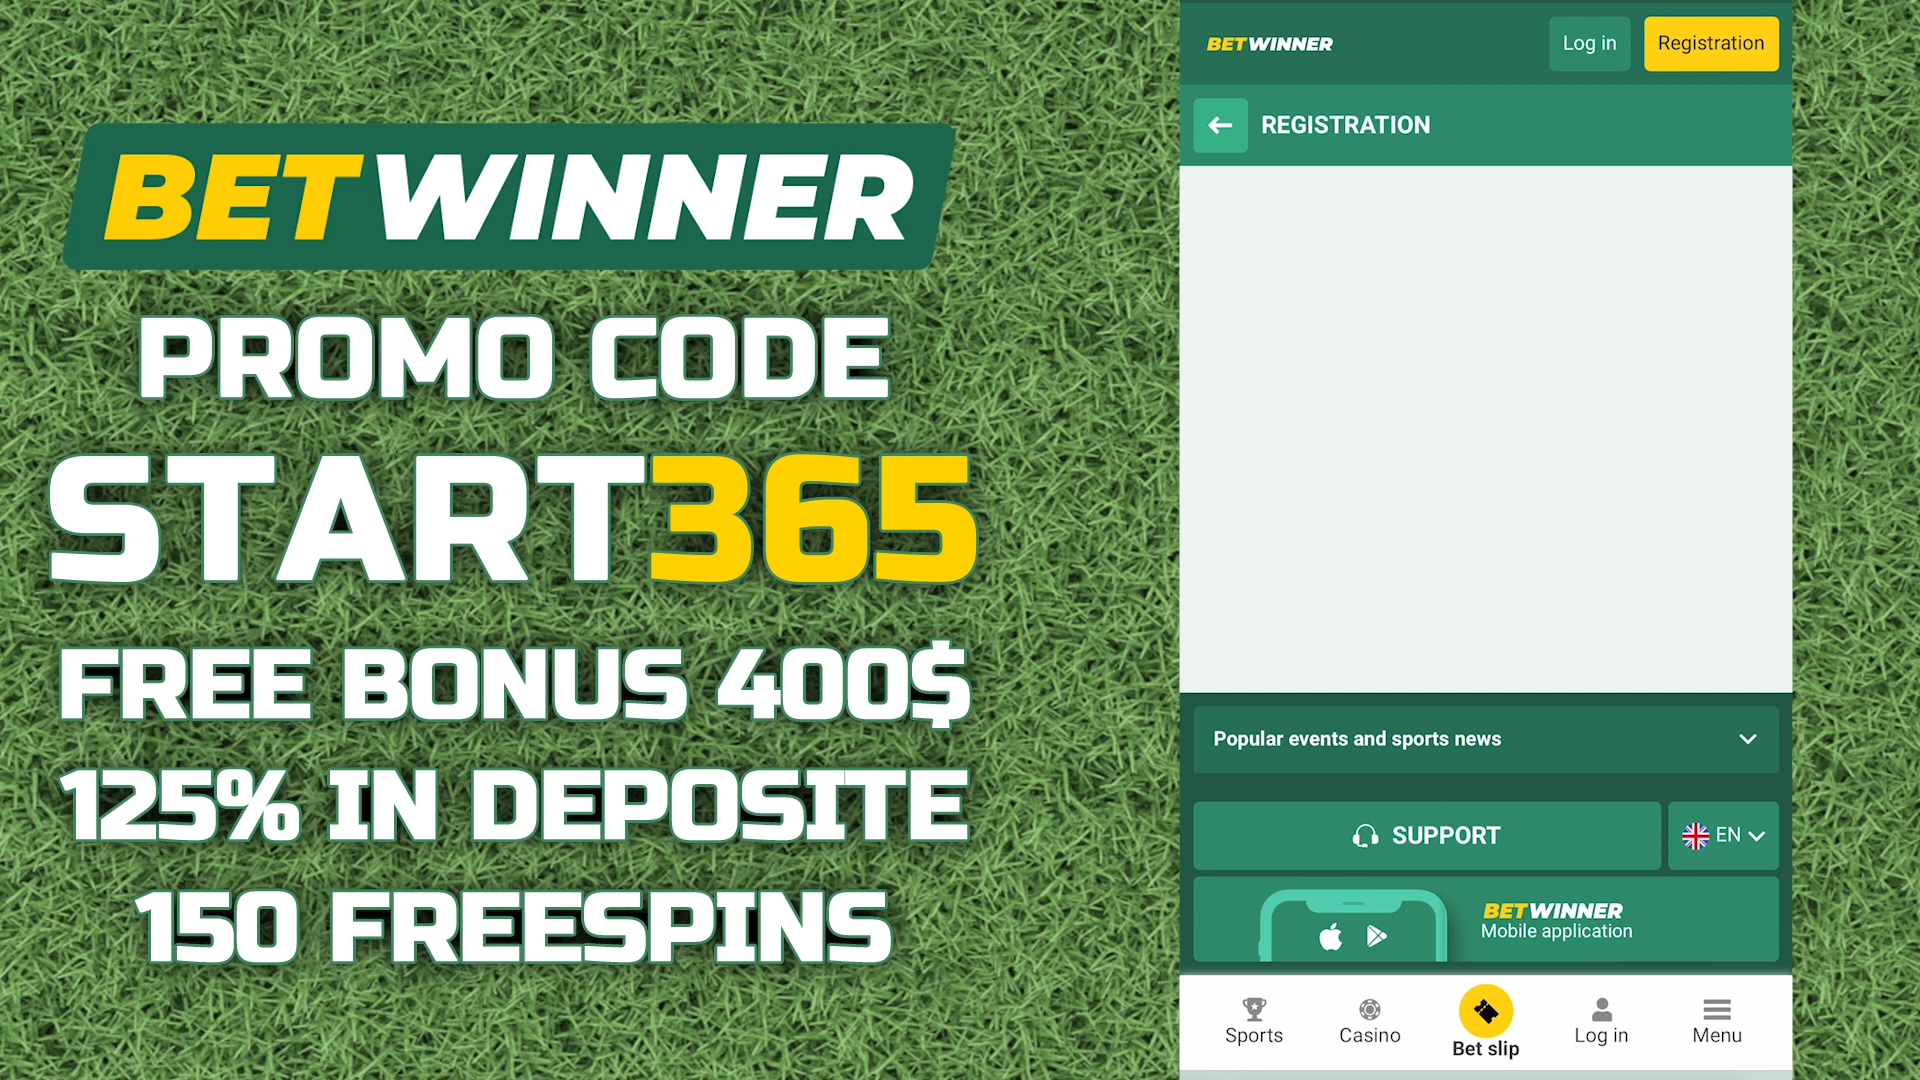 BETWINNER
PROMO CODE
START365
FREE BONUS 400$
125% IN DEPOSITE
150 FREESPINS
BETWINNER
Log in
Registration
REGISTRATION
Popular events and sports news
SUPPORT
EN
BETWINNER
Mobile application
Sports
Casino
Bet slip
Log in
Menu